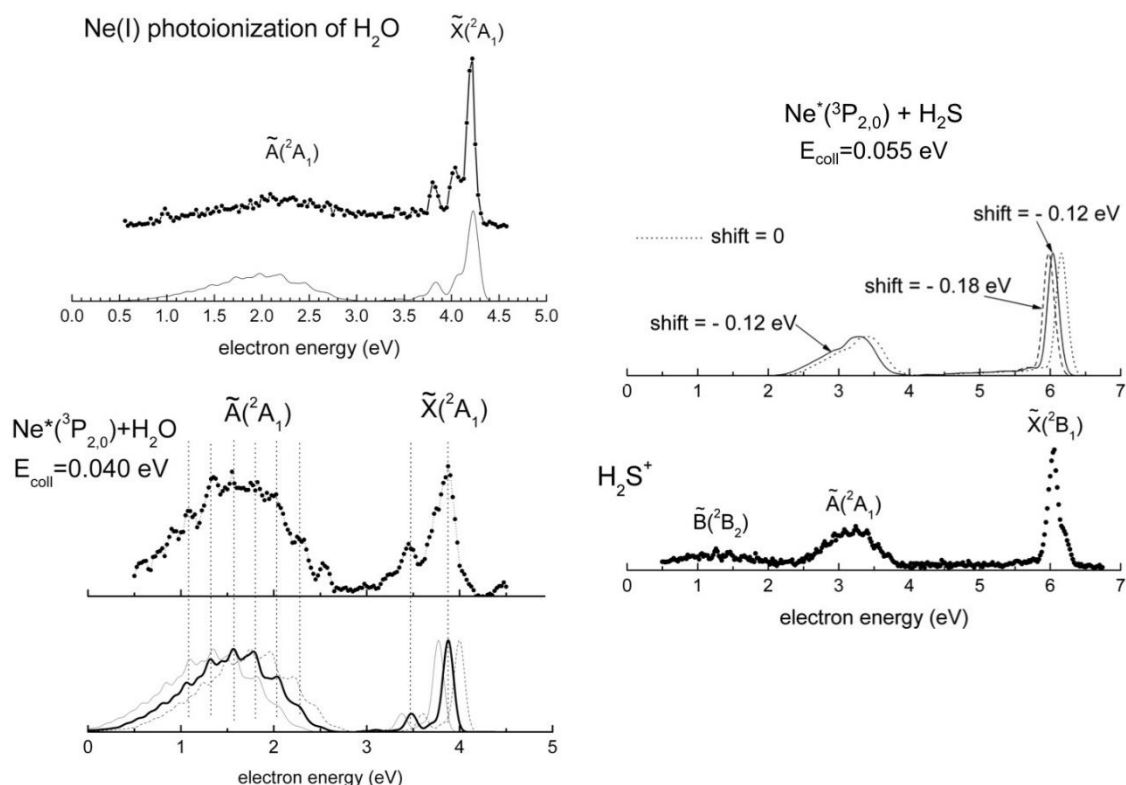 Ne(I) photoionization of H₂O
X̃(²A₁)
Ã(²A₁)
0.0 0.5 1.0 1.5 2.0 2.5 3.0 3.5 4.0 4.5 5.0
electron energy (eV)
Ne*(³P₂,₀)+H₂O
E_coll=0.040 eV
Ã(²A₁)
X̃(²A₁)
0 1 2 3 4 5
electron energy (eV)
Ne*(³P₂,₀) + H₂S
E_coll=0.055 eV
shift = 0
shift = - 0.12 eV
shift = - 0.18 eV
shift = - 0.12 eV
0 1 2 3 4 5 6 7
H₂S⁺
X̃(²B₁)
Ã(²A₁)
B̃(²B₂)
0 1 2 3 4 5 6 7
electron energy (eV)